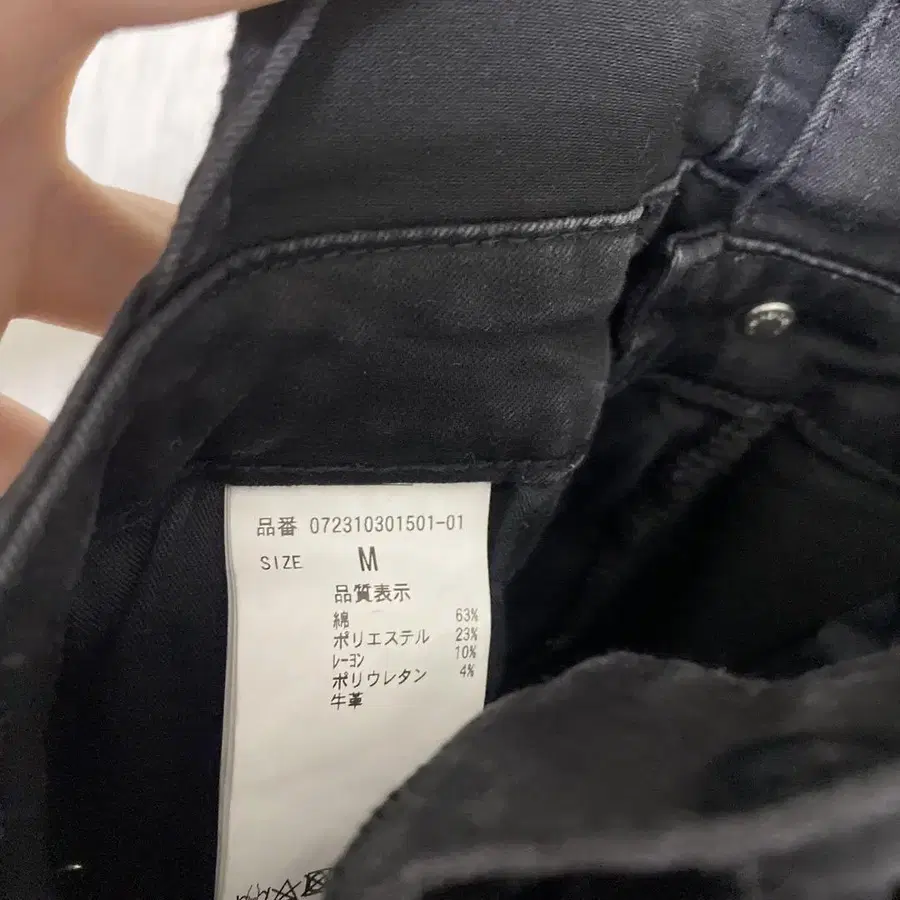 品番 072310301501-01
SIZE M
品質表示
綿 63%
ポリエステル 23%
レーヨン 10%
ポリウレタン 4%
牛革